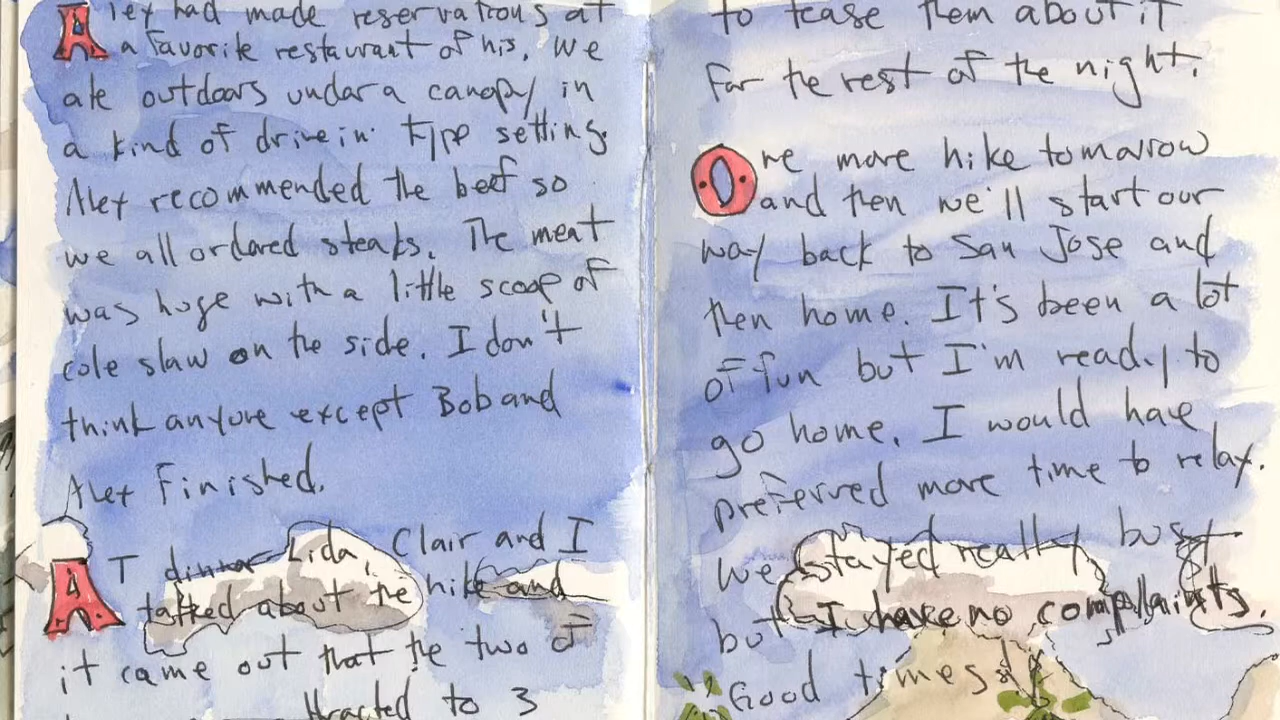 Alex had made reservations at
a favorite restaurant of his. We
ate outdoors under a canopy in
a kind of drive in type setting.
Alex recommended the beef so
we all ordered steaks. The meat
was huge with a little scoop of
cole slaw on the side. I don't
think anyone except Bob and
Alex Finished.
AT dinner Lida, Clair and I
talked about the hike and
it came out that the two of
to 3
to tease them about it
for the rest of the night.
One more hike tomarrow
and then we'll start our
way back to San Jose and
then home. It's been a lot
of fun but I'm ready to
go home. I would have
preferred more time to relax.
We stayed really busy
but I have no complaints.
Good times!!